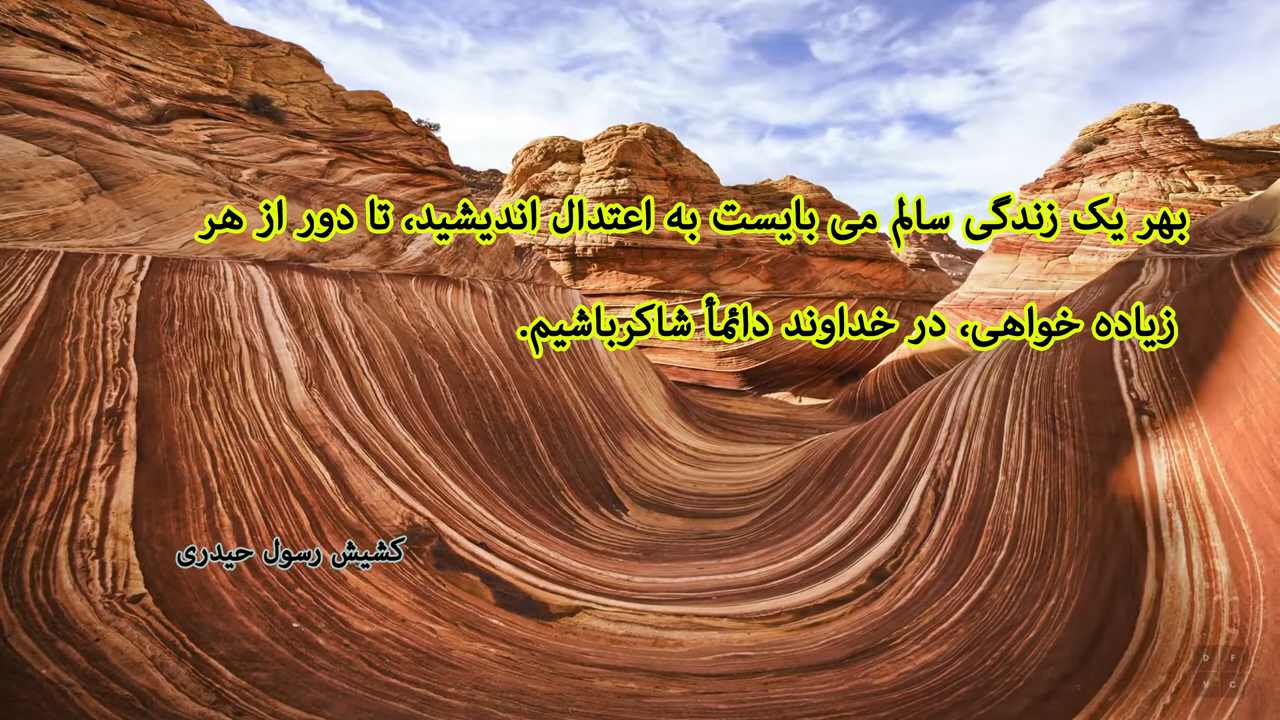 بهر یک زندگی سالم می بایست به اعتدال اندیشید، تا دور از هر
زیاده خواهی، در خداوند دائمأ شاکرباشیم.
کشیش رسول حیدری
D F
V C